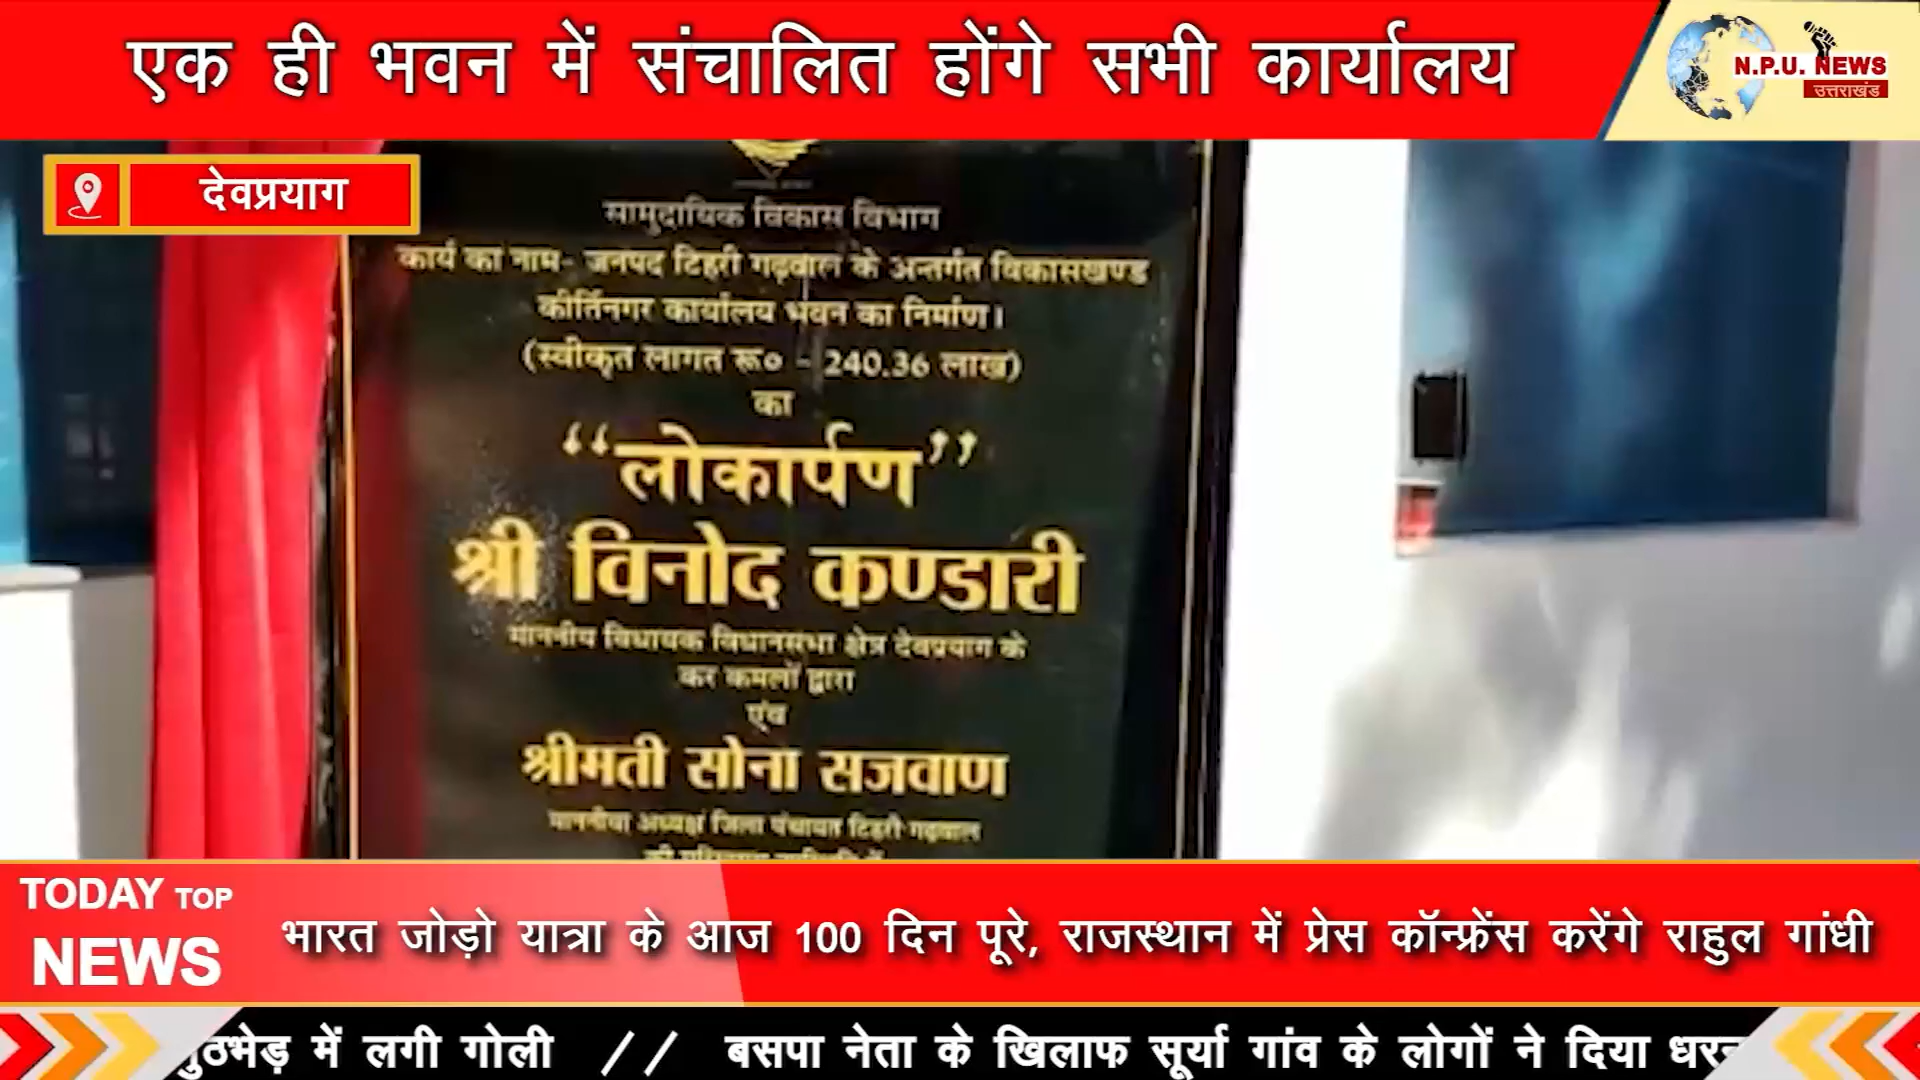 एक ही भवन में संचालित होंगे सभी कार्यालय
N.P.U. NEWS
उत्तराखंड
देवप्रयाग
सामुदायिक विकास विभाग
कार्य का नाम- जनपद टिहरी गढ़वाल के अन्तर्गत विकासखण्ड
कीर्तिनगर कार्यालय भवन का निर्माण।
(स्वीकृत लागत रू० - 240.36 लाख)
का
“लोकार्पण”
श्री विनोद कण्डारी
माननीय विधायक विधानसभा क्षेत्र देवप्रयाग के
कर कमलों द्वारा
एंव
श्रीमती सोना सजवाण
माननीया अध्यक्ष जिला पंचायत टिहरी गढ़वाल
TODAY TOP
NEWS
भारत जोड़ो यात्रा के आज 100 दिन पूरे, राजस्थान में प्रेस कॉन्फ्रेंस करेंगे राहुल गांधी
में लगी गोली // बसपा नेता के खिलाफ सूर्या गांव के लोगों ने दिया